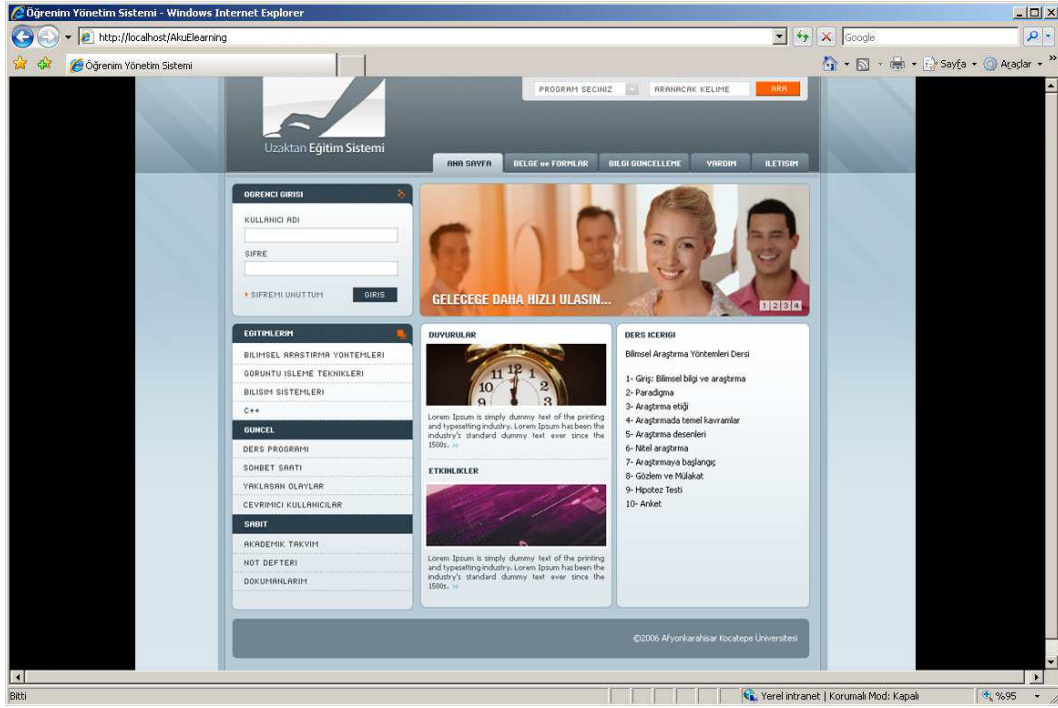 Öğrenim Yönetim Sistemi - Windows Internet Explorer
http://localhost/AkuElearning
Google
Öğrenim Yönetim Sistemi
Sayfa
Araçlar
Uzaktan Eğitim Sistemi
PROGRAM SECINIZ
ARANACAK KELIME
ARA
ANA SAYFA
BELGE ve FORMLAR
BILGI GUNCELLEME
YARDIM
ILETISIM
OGRENCI GIRISI
KULLANICI ADI
SIFRE
SIFREMI UNUTTUM
GIRIS
GELECEGE DAHA HIZLI ULASIN...
1 2 3 4
EGITIMLERIM
BILIMSEL ARASTIRMA YONTEMLERI
GORUNTU ISLEME TEKNIKLERI
BILISIM SISTEMLERI
C++
GUNCEL
DERS PROGRAMI
SOHBET SAATI
YAKLASAN OLAYLAR
CEVRIMICI KULLANICILAR
SABIT
AKADEMIK TAKVIM
NOT DEFTERI
DOKUMANLARIM
DUYURULAR
11 12 1
10 2
9 3
Lorem Ipsum is simply dummy text of the printing
and typesetting industry. Lorem Ipsum has been the
industry's standard dummy text ever since the
1500s. »
ETKINLIKLER
Lorem Ipsum is simply dummy text of the printing
and typesetting industry. Lorem Ipsum has been the
industry's standard dummy text ever since the
1500s. »
DERS ICERIGI
Bilimsel Araştırma Yöntemleri Dersi
1- Giriş: Bilimsel bilgi ve araştırma
2- Paradigma
3- Araştırma etiği
4- Araştırmada temel kavramlar
5- Araştırma desenleri
6- Nitel araştırma
7- Araştırmaya başlangıç
8- Gözlem ve Mülakat
9- Hipotez Testi
10- Anket
©2006 Afyonkarahisar Kocatepe Üniversitesi
Bitti
Yerel intranet | Korumalı Mod: Kapalı
%95